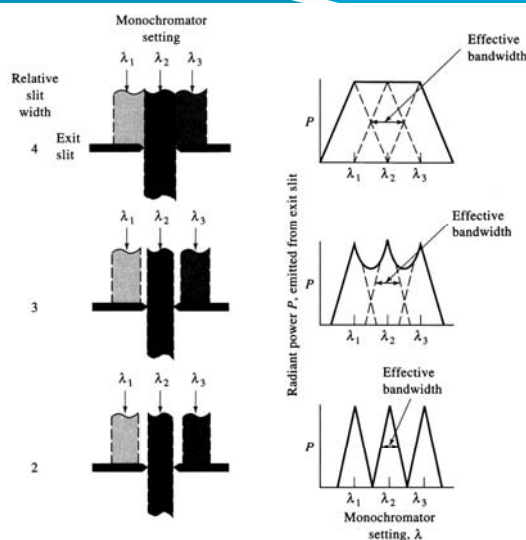 Monochromator
setting
λ1 λ2 λ3
Relative
slit
width
4
Exit
slit
λ1 λ2 λ3
3
λ1 λ2 λ3
2
Radiant power P, emitted from exit slit
Effective
bandwidth
P
λ1 λ2 λ3
Effective
bandwidth
P
λ1 λ2 λ3
Effective
bandwidth
P
λ1 λ2 λ3
Monochromator
setting, λ